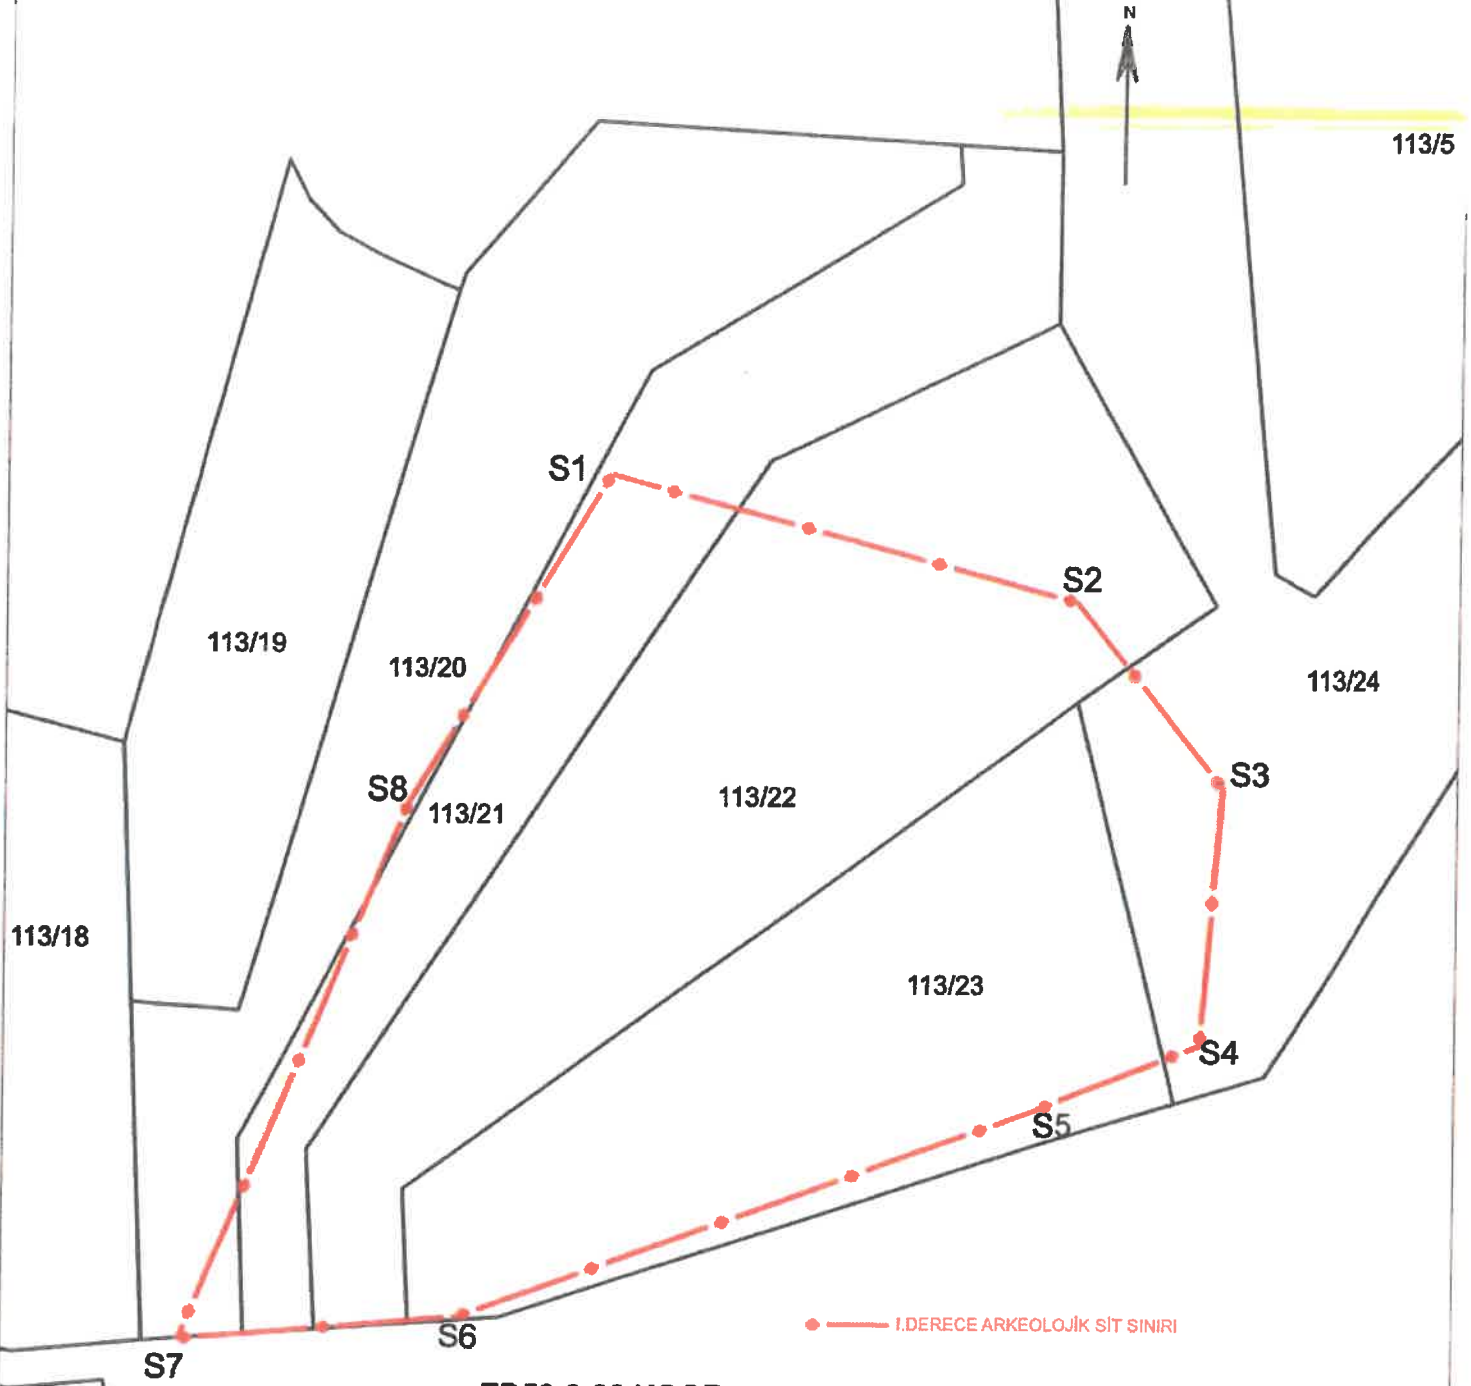 N
113/5
S1
S2
113/19
113/20
113/24
S3
S8
113/21
113/22
113/18
113/23
S4
S5
I.DERECE ARKEOLOJİK SİT SINIRI
S6
S7